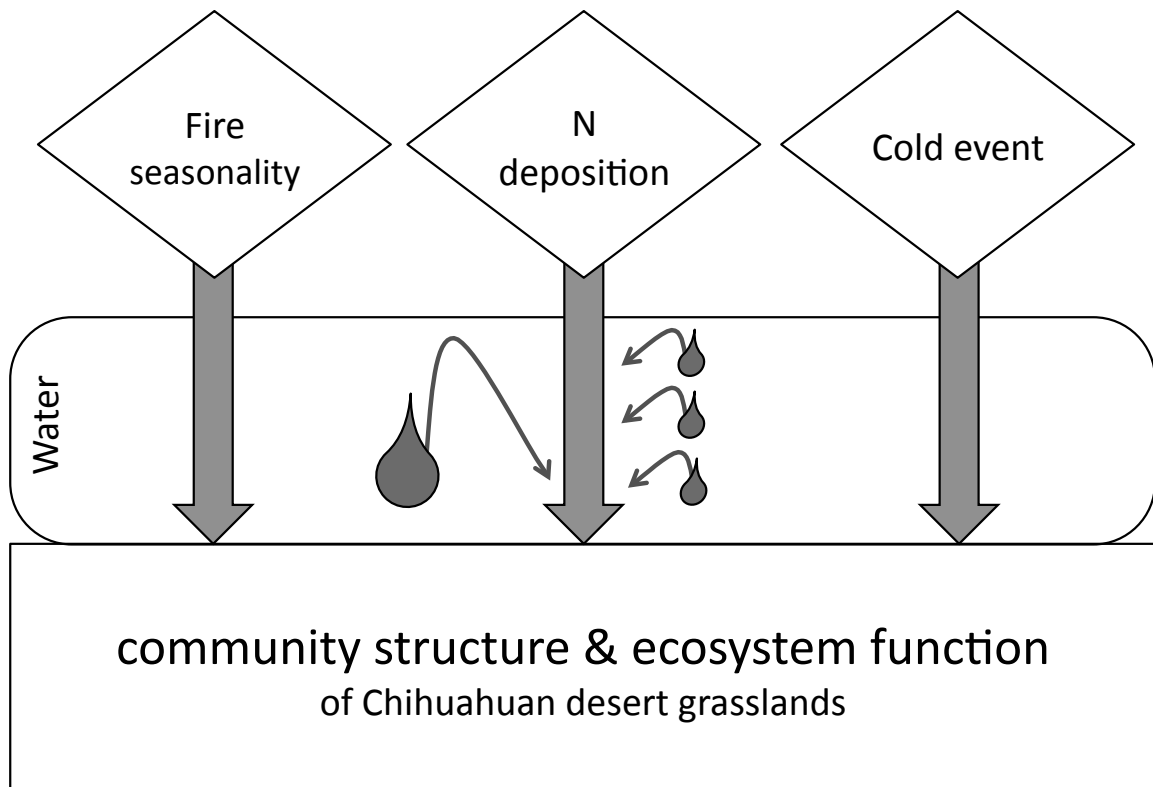 Fire
seasonality
N
deposition
Cold event
Water
community structure & ecosystem function
of Chihuahuan desert grasslands